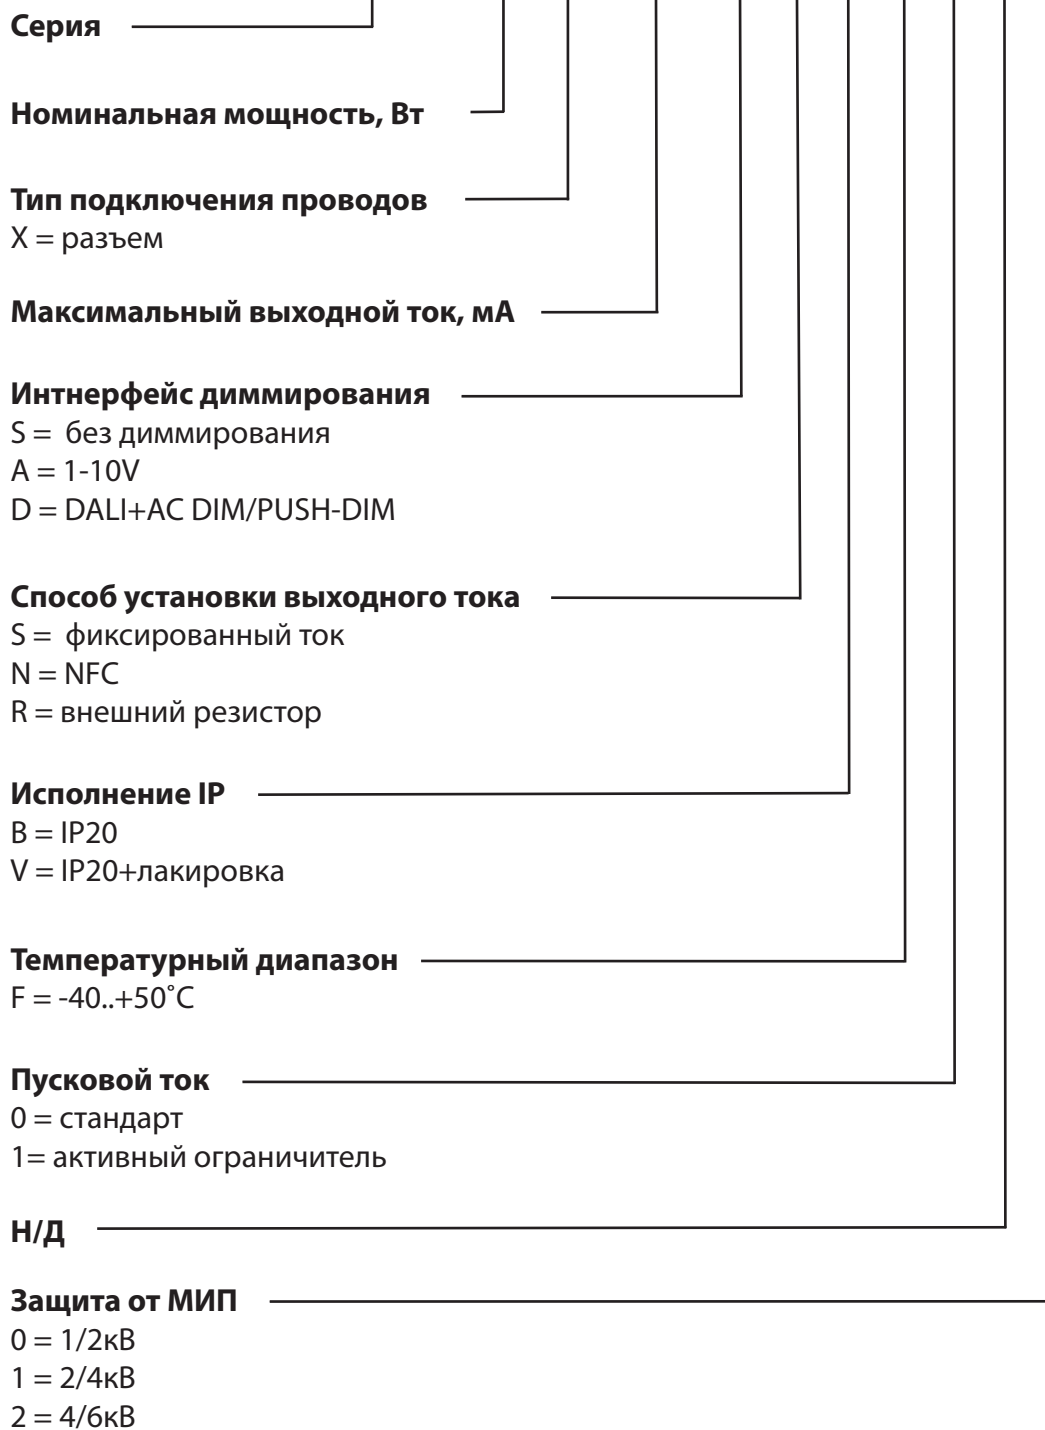 Серия
Номинальная мощность, Вт
Тип подключения проводов
X = разъем
Максимальный выходной ток, мА
Интнерфейс диммирования
S = без диммирования
A = 1-10V
D = DALI+AC DIM/PUSH-DIM
Способ установки выходного тока
S = фиксированный ток
N = NFC
R = внешний резистор
Исполнение IP
B = IP20
V = IP20+лакировка
Температурный диапазон
F = -40..+50˚C
Пусковой ток
0 = стандарт
1= активный ограничитель
Н/Д
Защита от МИП
0 = 1/2кВ
1 = 2/4кВ
2 = 4/6кВ